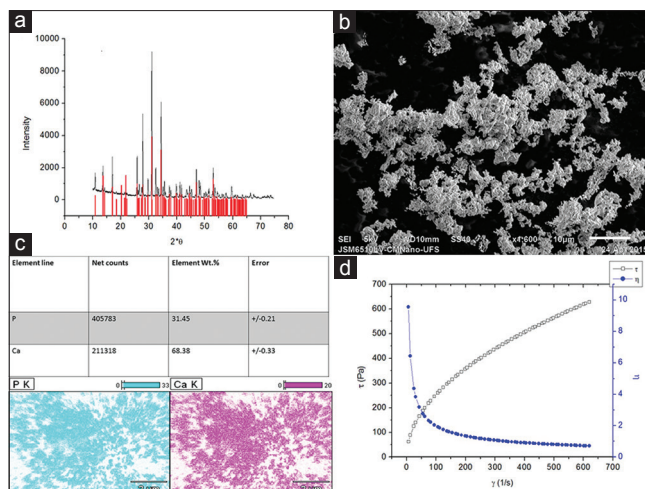 a
10000
8000
6000
4000
2000
0
Intensity
0 10 20 30 40 50 60 70 80
2*θ
b
SEI 5kV WD10mm SS40 x1,600 10µm
JSM6510LV-CMNano-UFS
c
Element line Net counts Element Wt.% Error
P 405783 31.45 +/-0.21
Ca 211318 68.38 +/-0.33
P K 0 33 Ca K 0 20
d
τ
η
700
600
500
400
300
200
100
0
τ (Pa)
0 100 200 300 400 500 600 700
γ (1/s)
10
8
6
4
2
0
η